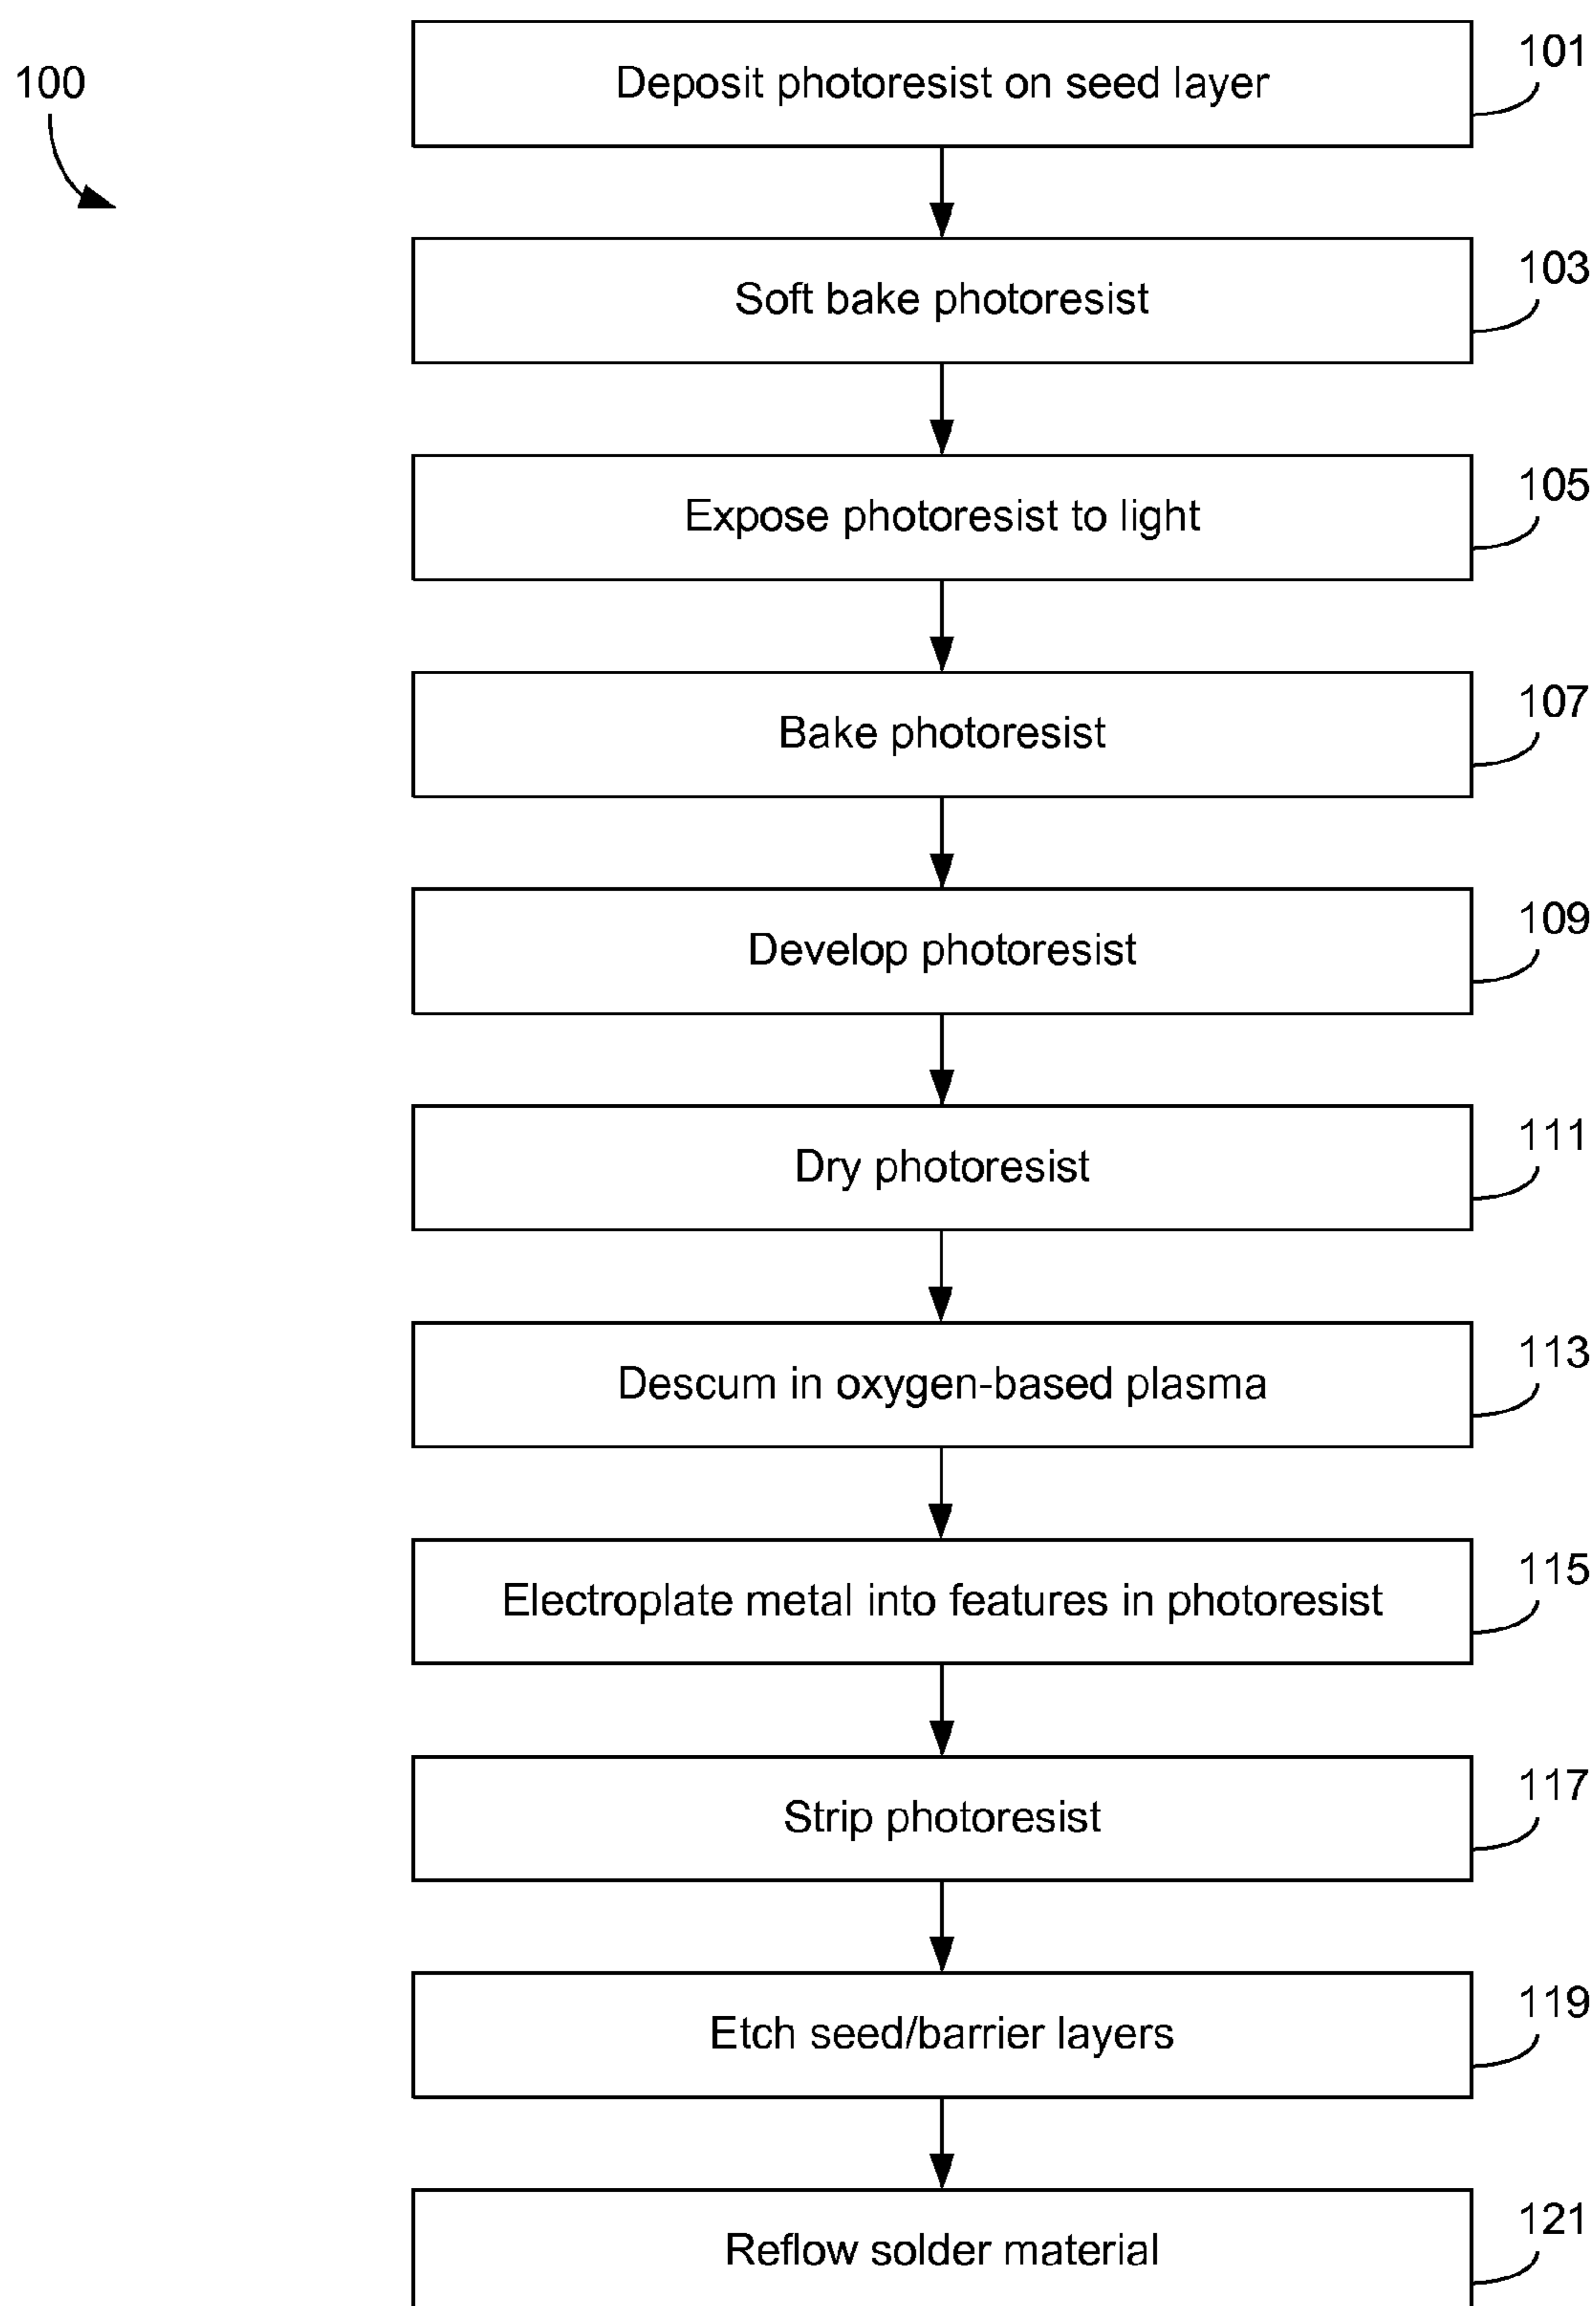 100
Deposit photoresist on seed layer
101
Soft bake photoresist
103
Expose photoresist to light
105
Bake photoresist
107
Develop photoresist
109
Dry photoresist
111
Descum in oxygen-based plasma
113
Electroplate metal into features in photoresist
115
Strip photoresist
117
Etch seed/barrier layers
119
Reflow solder material
121